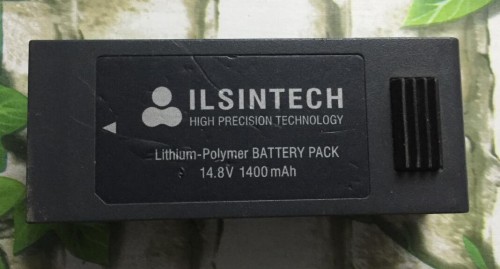 ILSINTECH
HIGH PRECISION TECHNOLOGY
Lithium-Polymer BATTERY PACK
14.8V 1400mAh